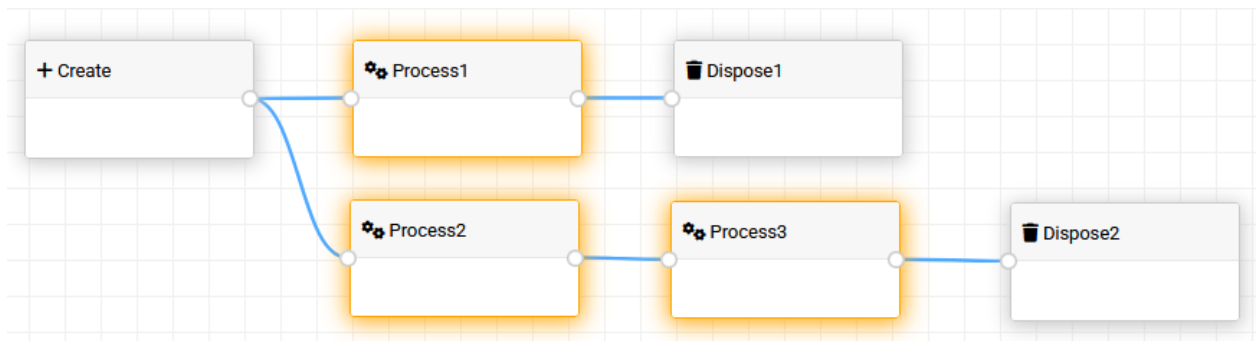 Create
Process1
Dispose1
Process2
Process3
Dispose2